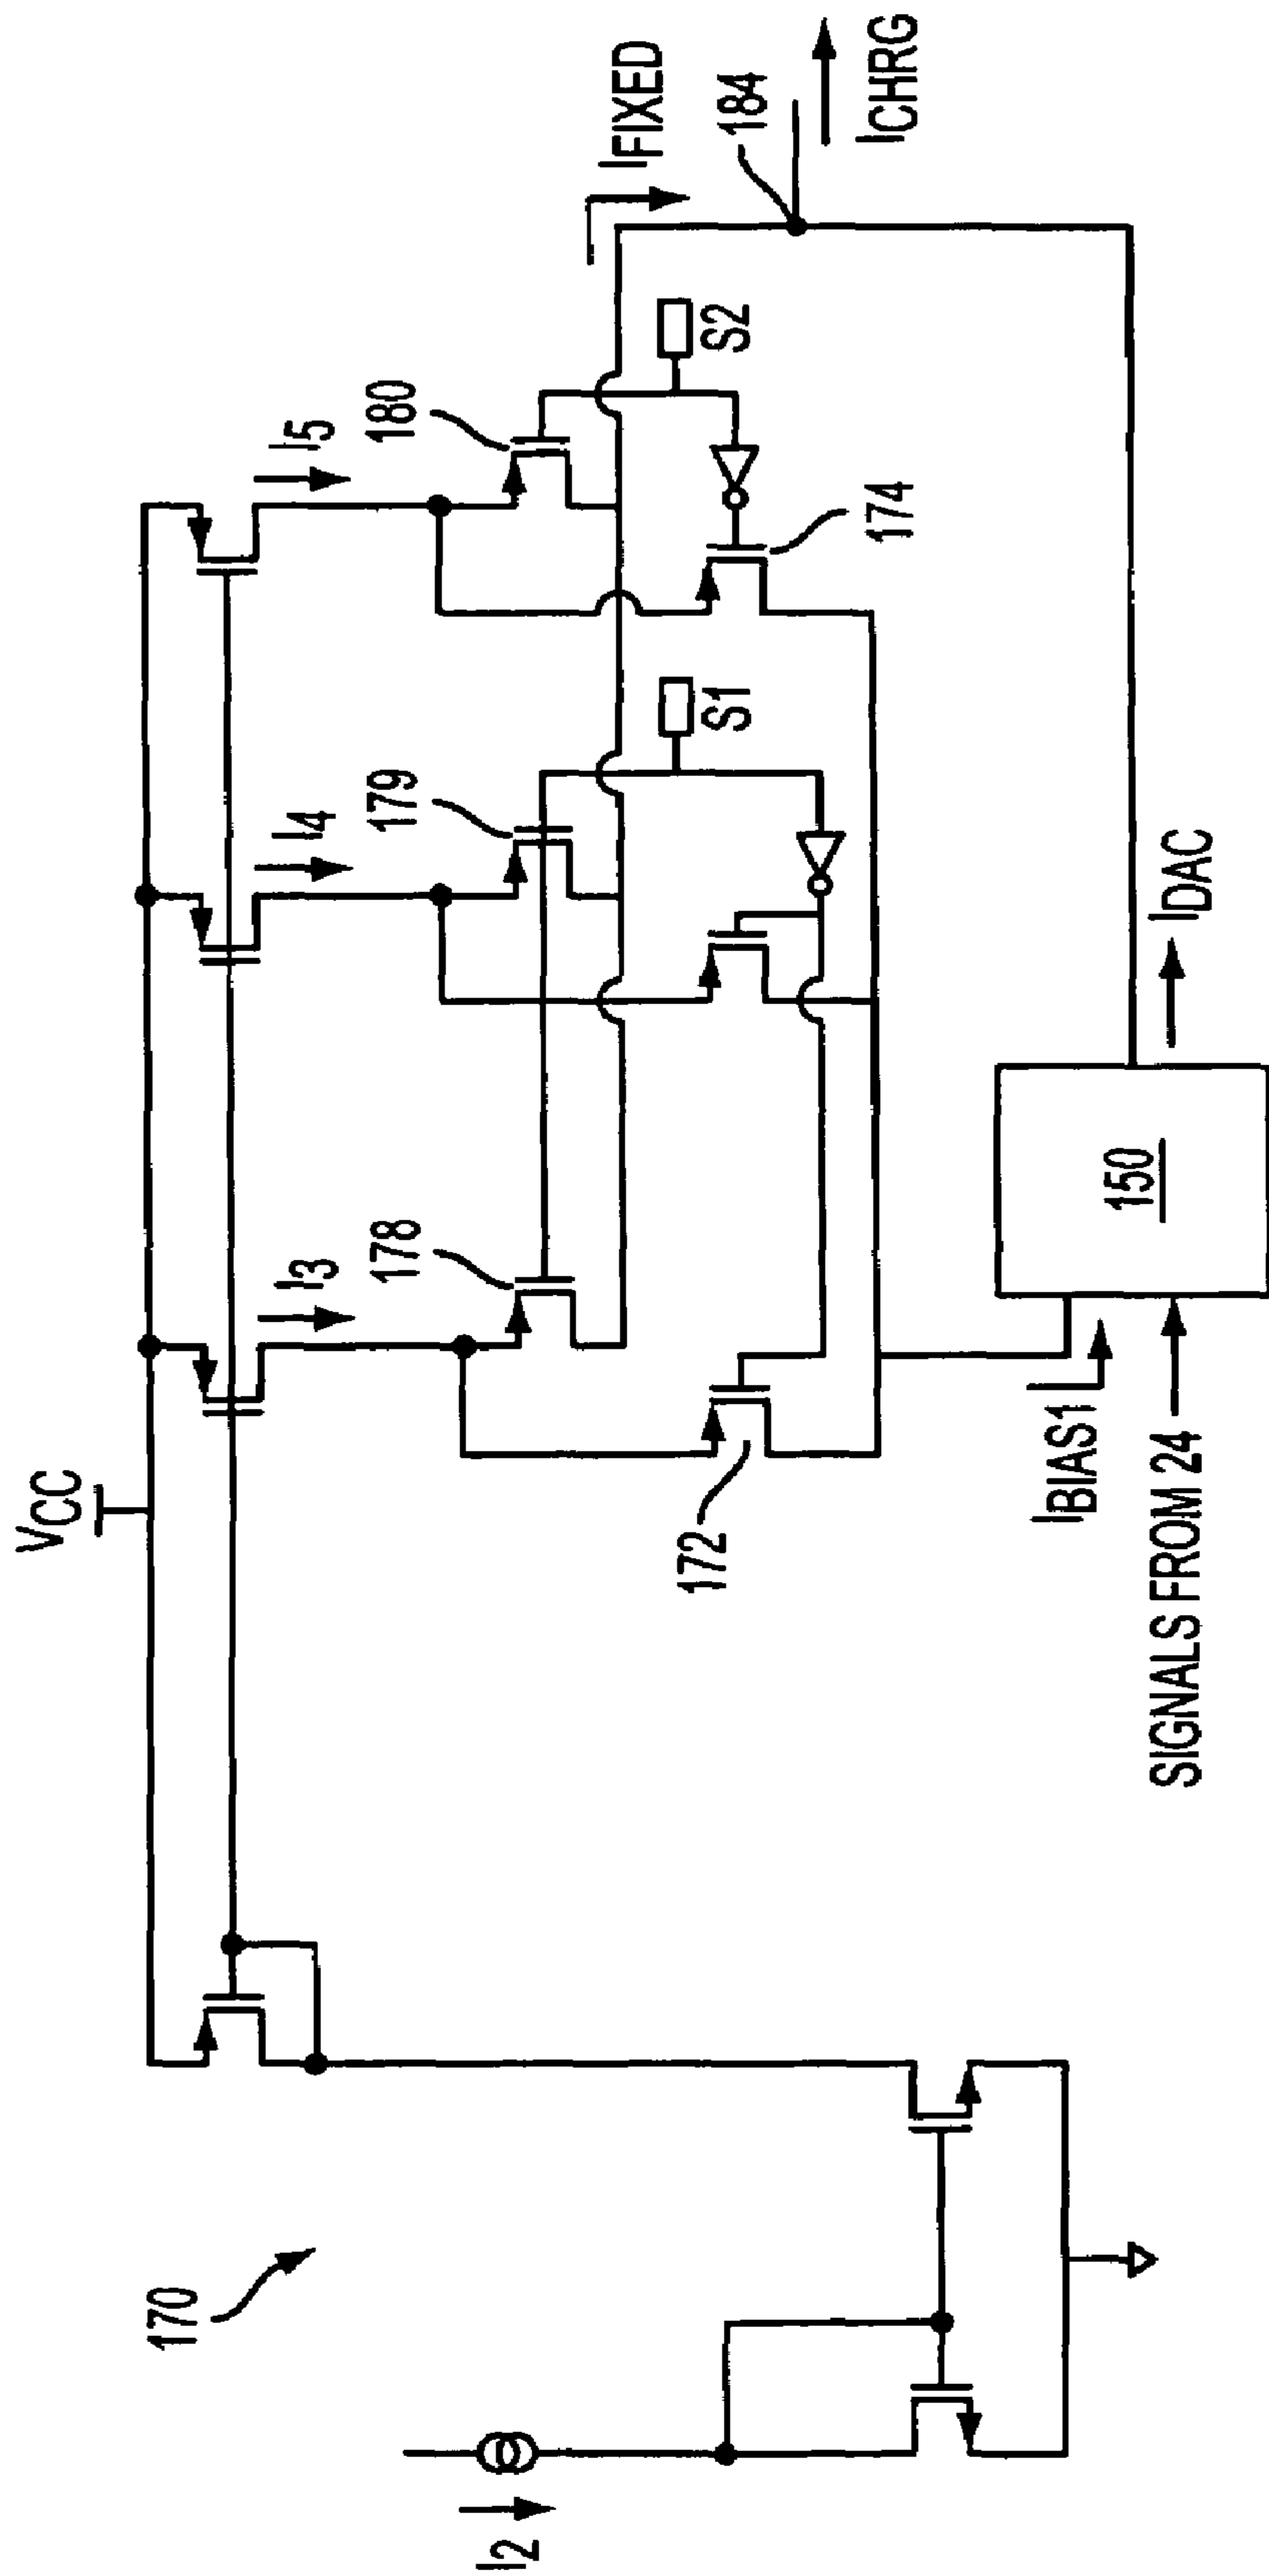 VCC
I2
170
I3
178
I4
179
I5
180
IFIXED
184
ICHRG
172
S1
S2
174
IBIAS1
SIGNALS FROM 24
150
IDAC